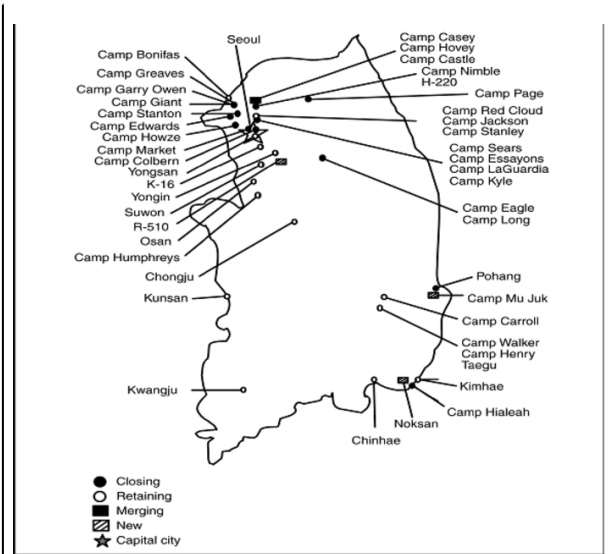 Seoul
Camp Bonifas
Camp Greaves
Camp Garry Owen
Camp Giant
Camp Stanton
Camp Edwards
Camp Howze
Camp Market
Camp Colbern
Yongsan
K-16
Yongin
Suwon
R-510
Osan
Camp Humphreys
Chongju
Kunsan
Kwangju
Camp Casey
Camp Hovey
Camp Castle
Camp Nimble
H-220
Camp Page
Camp Red Cloud
Camp Jackson
Camp Stanley
Camp Sears
Camp Essayons
Camp LaGuardia
Camp Kyle
Camp Eagle
Camp Long
Pohang
Camp Mu Juk
Camp Carroll
Camp Walker
Camp Henry
Taegu
Kimhae
Camp Hialeah
Noksan
Chinhae
Closing
Retaining
Merging
New
Capital city